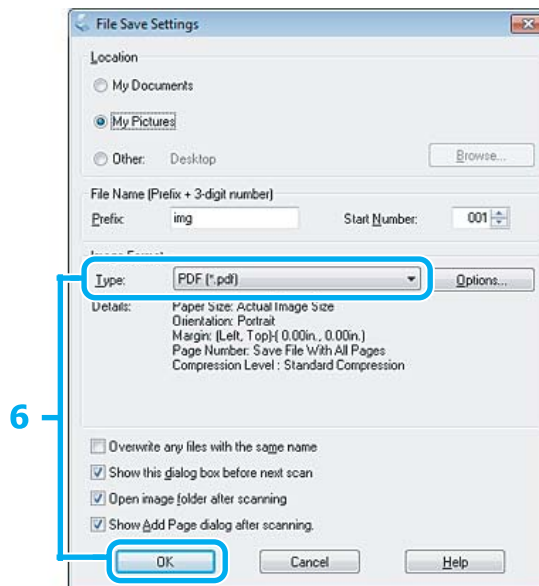 File Save Settings
Location
My Documents
My Pictures
Other: Desktop Browse...
File Name (Prefix + 3-digit number)
Prefix img Start Number: 001
Image Format
Type: PDF (*.pdf) Options...
Details: Paper Size: Actual Image Size
Orientation: Portrait
Margin: (Left, Top)-( 0.00in., 0.00in.)
Page Number: Save File With All Pages
Compression Level : Standard Compression
6
Overwrite any files with the same name
Show this dialog box before next scan
Open image folder after scanning
Show Add Page dialog after scanning.
OK Cancel Help